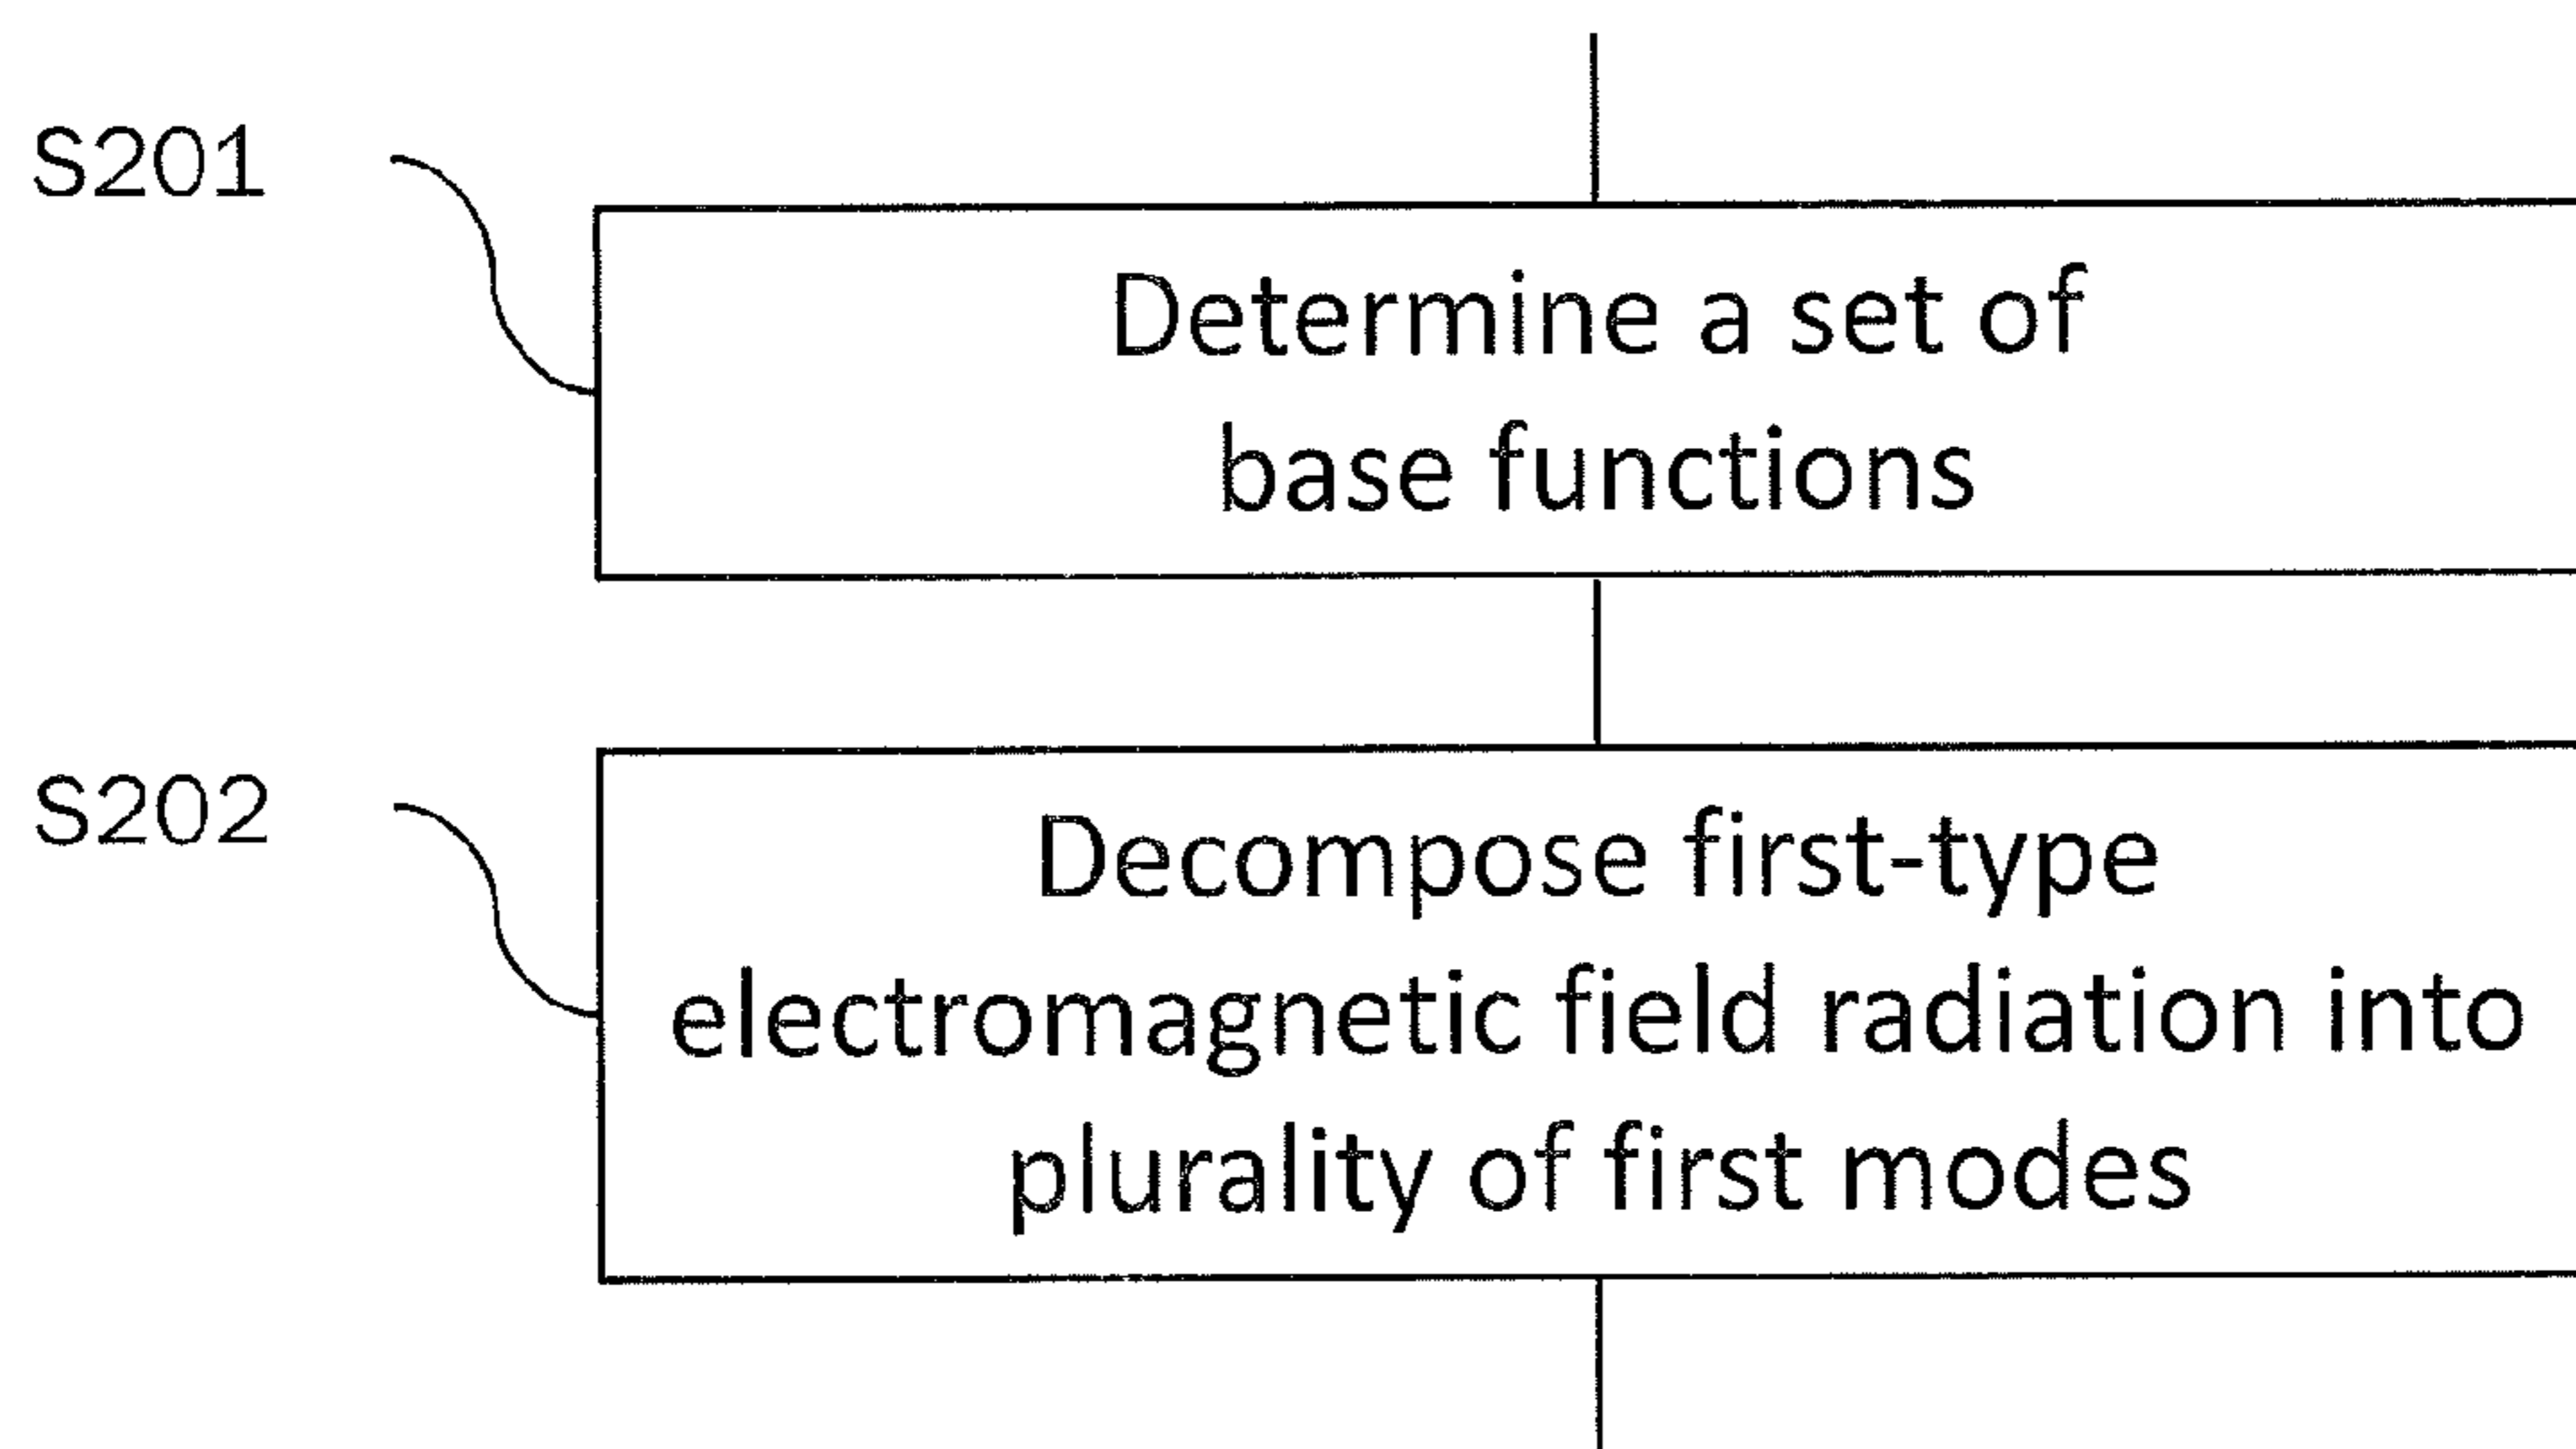 S201
Determine a set of
base functions
S202
Decompose first-type
electromagnetic field radiation into
plurality of first modes